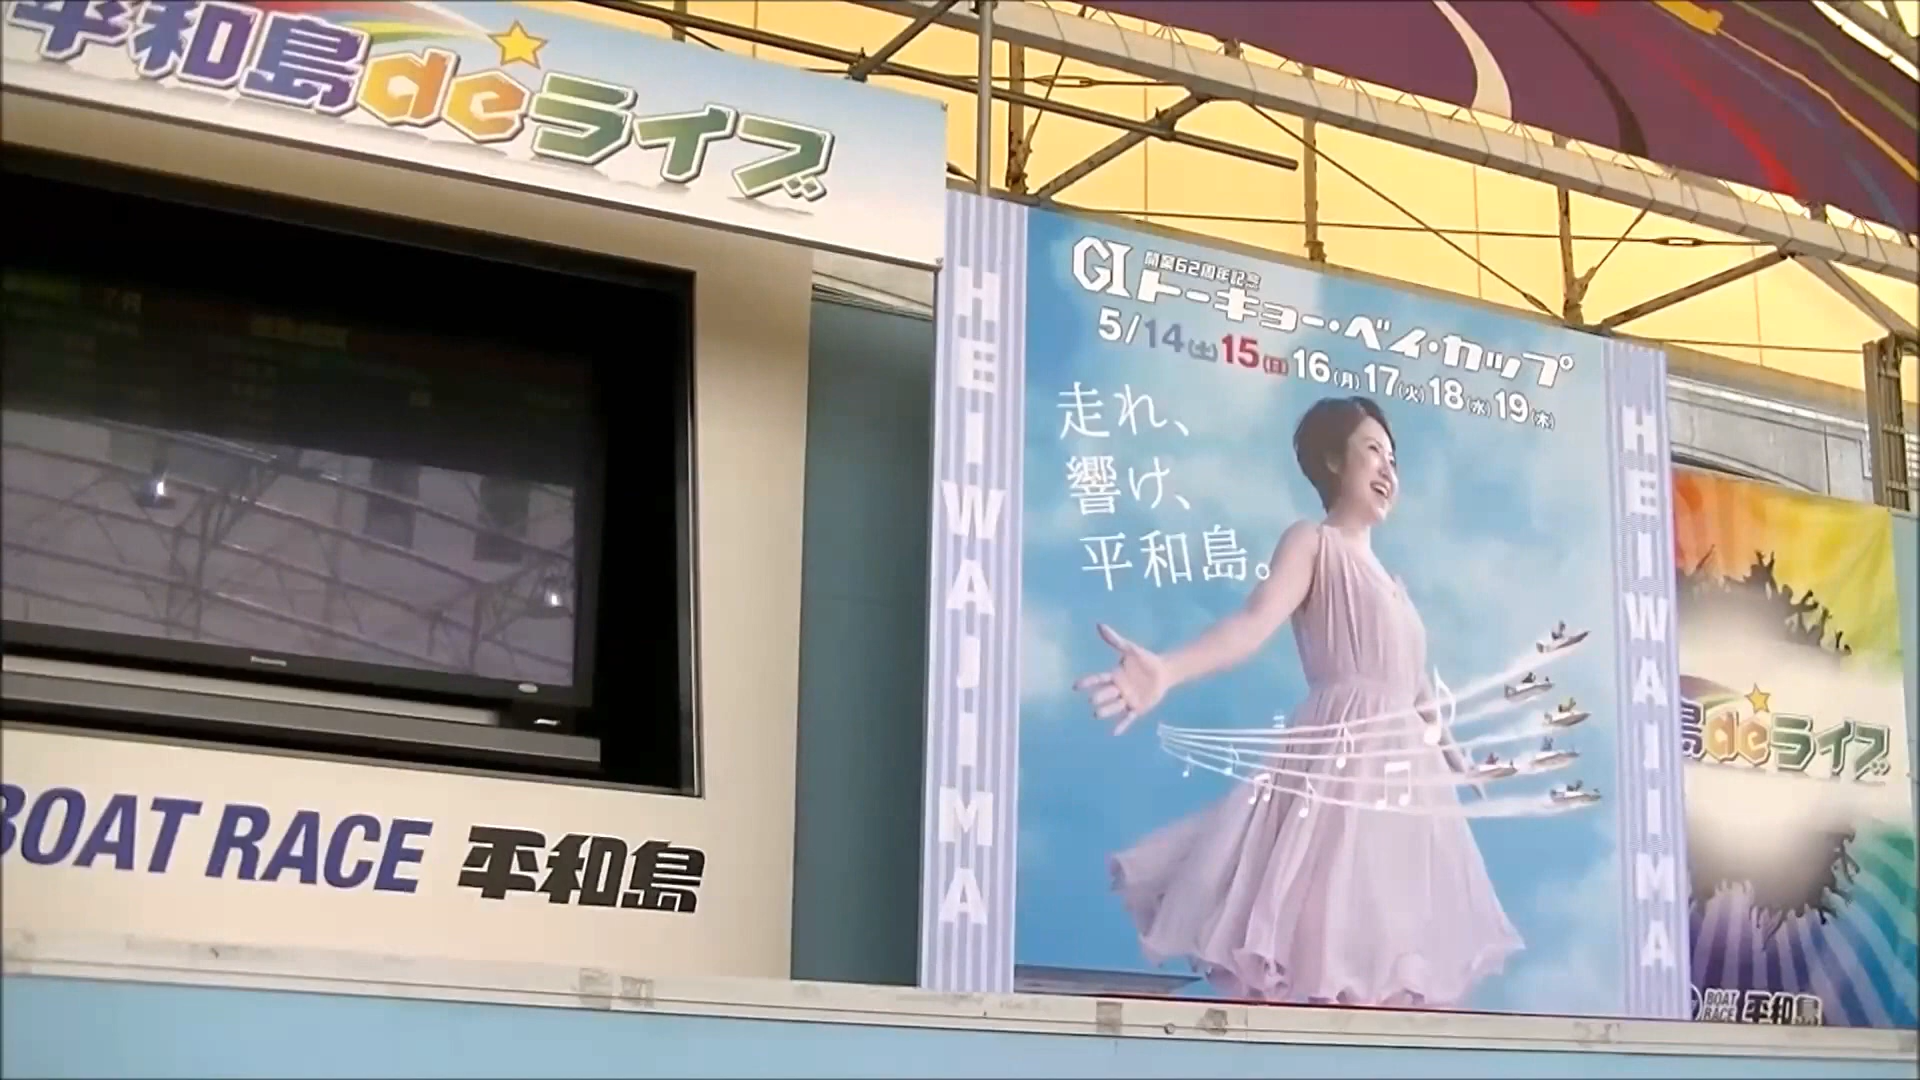 平和島deライブ
BOAT RACE 平和島
HEIWAJIMA
GI 開業62周年記念
トーキョー・ベイ・カップ
5/14(土)15(日)16(月)17(火)18(水)19(木)
走れ、
響け、
平和島。
HEIWAJIMA
島deライブ
BOAT RACE 平和島
Panasonic